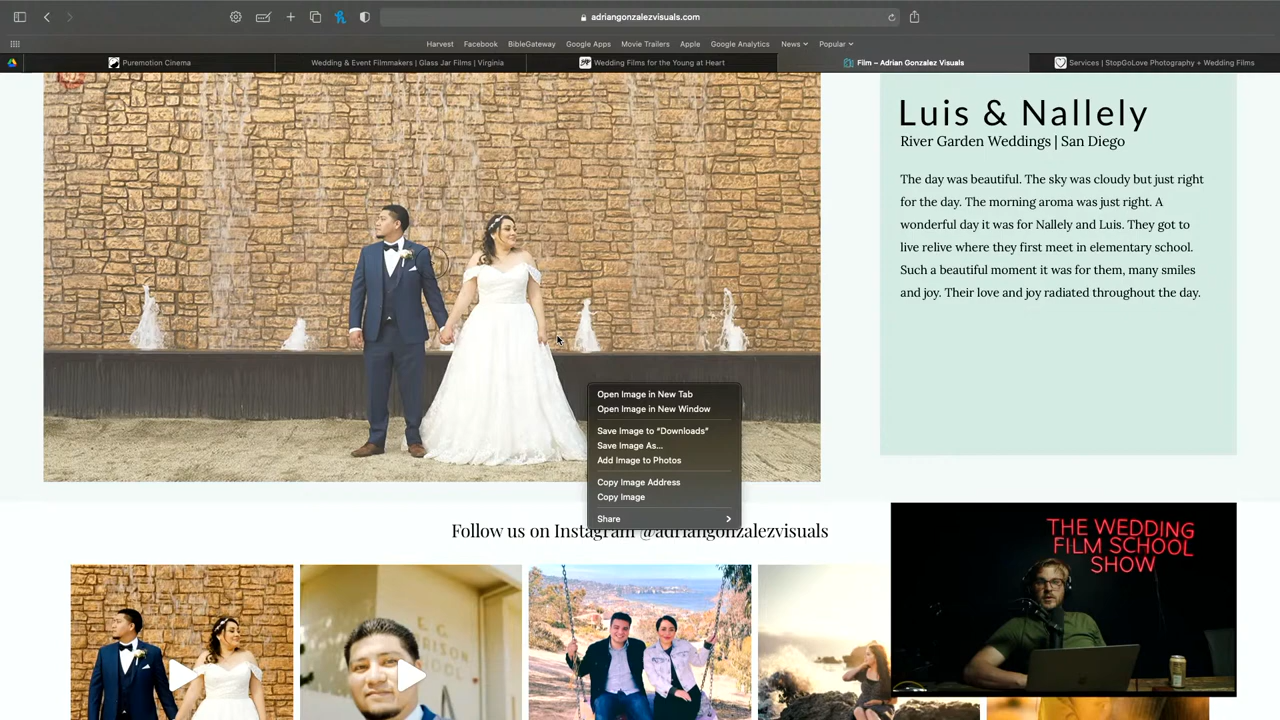 adriangonzalezvisuals.com
Harvest Facebook BibleGateway Google Apps Movie Trailers Apple Google Analytics News Popular
Puremotion Cinema
Wedding & Event Filmmakers | Glass Jar Films | Virginia
Wedding Films for the Young at Heart
Film – Adrian Gonzalez Visuals
Services | StopGoLove Photography + Wedding Films
Luis & Nallely
River Garden Weddings | San Diego
The day was beautiful. The sky was cloudy but just right
for the day. The morning aroma was just right. A
wonderful day it was for Nallely and Luis. They got to
live relive where they first meet in elementary school.
Such a beautiful moment it was for them, many smiles
and joy. Their love and joy radiated throughout the day.
Open Image in New Tab
Open Image in New Window
Save Image to “Downloads”
Save Image As...
Add Image to Photos
Copy Image Address
Copy Image
Share
Follow us on Instagram @adriangonzalezvisuals
THE WEDDING
FILM SCHOOL
SHOW